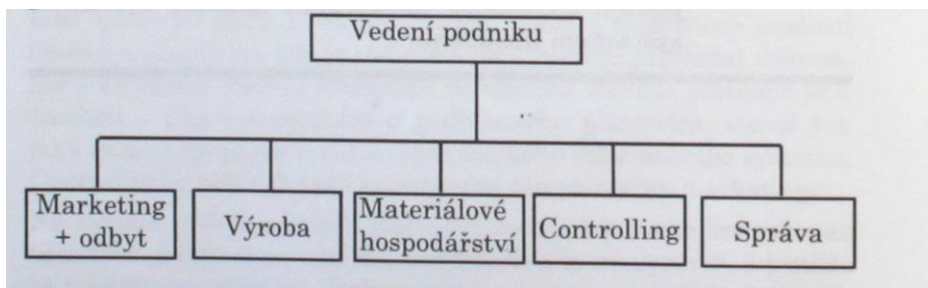 Vedení podniku
Marketing
+ odbyt
Výroba
Materiálové
hospodářství
Controlling
Správa